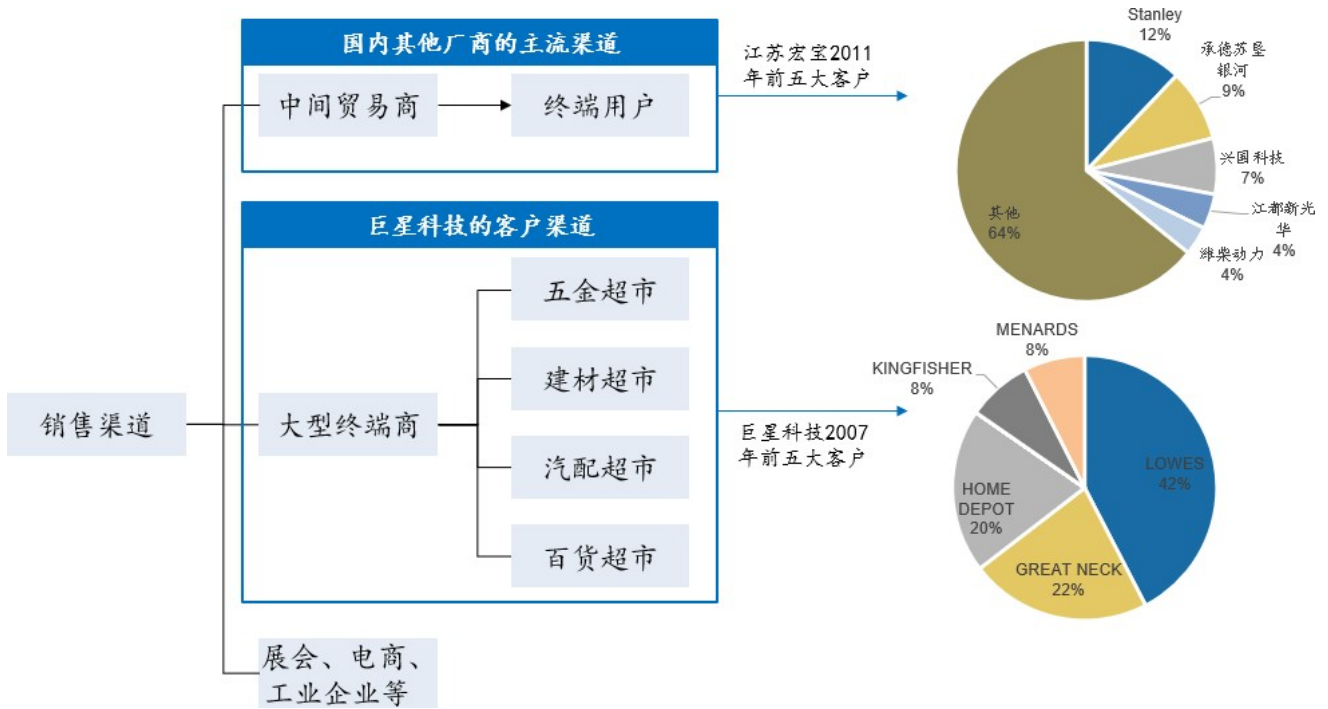 国内其他厂商的主流渠道
中间贸易商
终端用户
江苏宏宝2011
年前五大客户
Stanley
12%
承德苏垦
银河
9%
兴国科技
7%
江都新光
华
4%
潍柴动力
4%
其他
64%
销售渠道
巨星科技的客户渠道
大型终端商
五金超市
建材超市
汽配超市
百货超市
巨星科技2007
年前五大客户
MENARDS
8%
KINGFISHER
8%
LOWES
42%
HOME
DEPOT
20%
GREAT NECK
22%
展会、电商、
工业企业等